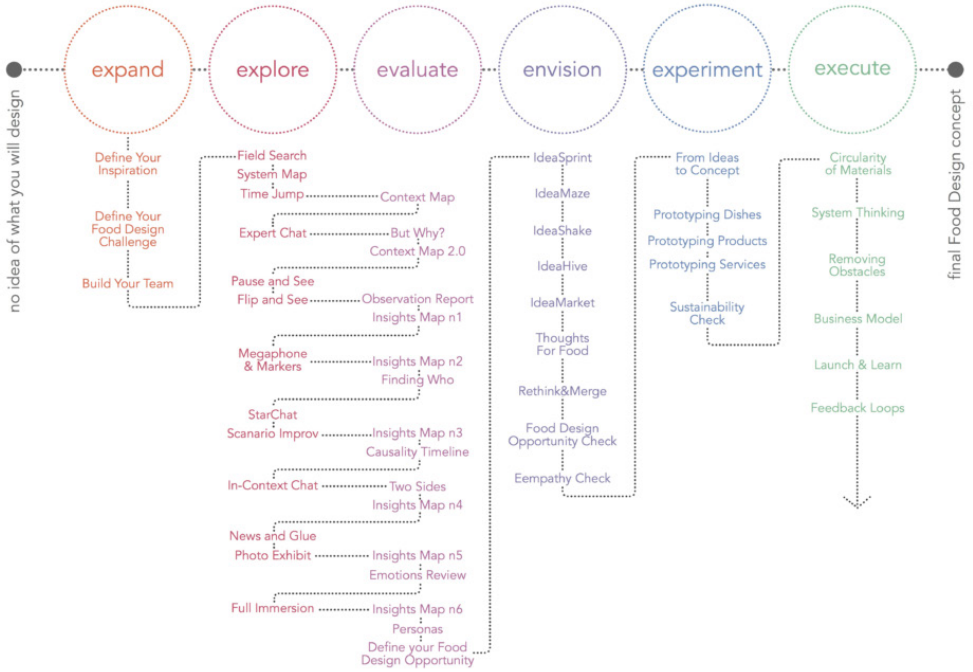 no idea of what you will design
expand
explore
evaluate
envision
experiment
execute
final Food Design concept
Define Your
Inspiration
Define Your
Food Design
Challenge
Build Your Team
Field Search
System Map
Time Jump
Context Map
Expert Chat
But Why?
Context Map 2.0
Pause and See
Flip and See
Observation Report
Insights Map n1
Megaphone
& Markers
Insights Map n2
Finding Who
StarChat
Scanario Improv
Insights Map n3
Causality Timeline
In-Context Chat
Two Sides
Insights Map n4
News and Glue
Photo Exhibit
Insights Map n5
Emotions Review
Full Immersion
Insights Map n6
Personas
Define your Food
Design Opportunity
IdeaSprint
IdeaMaze
IdeaShake
IdeaHive
IdeaMarket
Thoughts
For Food
Rethink&Merge
Food Design
Opportunity Check
Eempathy Check
From Ideas
to Concept
Prototyping Dishes
Prototyping Products
Prototyping Services
Sustainability
Check
Circularity
of Materials
System Thinking
Removing
Obstacles
Business Model
Launch & Learn
Feedback Loops